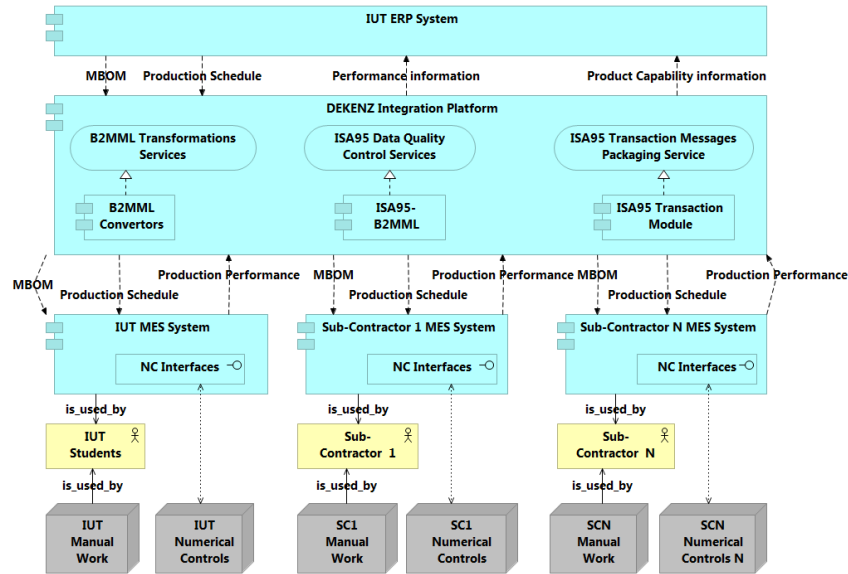 IUT ERP System
MBOM
Production Schedule
Performance information
Product Capability information
DEKENZ Integration Platform
B2MML Transformations
Services
ISA95 Data Quality
Control Services
ISA95 Transaction Messages
Packaging Service
B2MML
Convertors
ISA95-
B2MML
ISA95 Transaction
Module
MBOM
Production Schedule
Production Performance
MBOM
Production Schedule
Production Performance
MBOM
Production Schedule
Production Performance
IUT MES System
Sub-Contractor 1 MES System
Sub-Contractor N MES System
NC Interfaces
NC Interfaces
NC Interfaces
is_used_by
is_used_by
is_used_by
IUT
Students
Sub-
Contractor 1
Sub-
Contractor N
is_used_by
is_used_by
is_used_by
IUT
Manual
Work
IUT
Numerical
Controls
SC1
Manual
Work
SC1
Numerical
Controls
SCN
Manual
Work
SCN
Numerical
Controls N